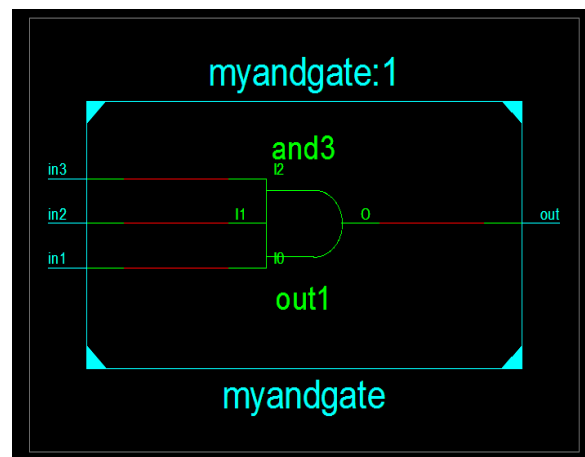 myandgate:1
and3
in3
I2
in2
I1
O
out
in1
I0
out1
myandgate